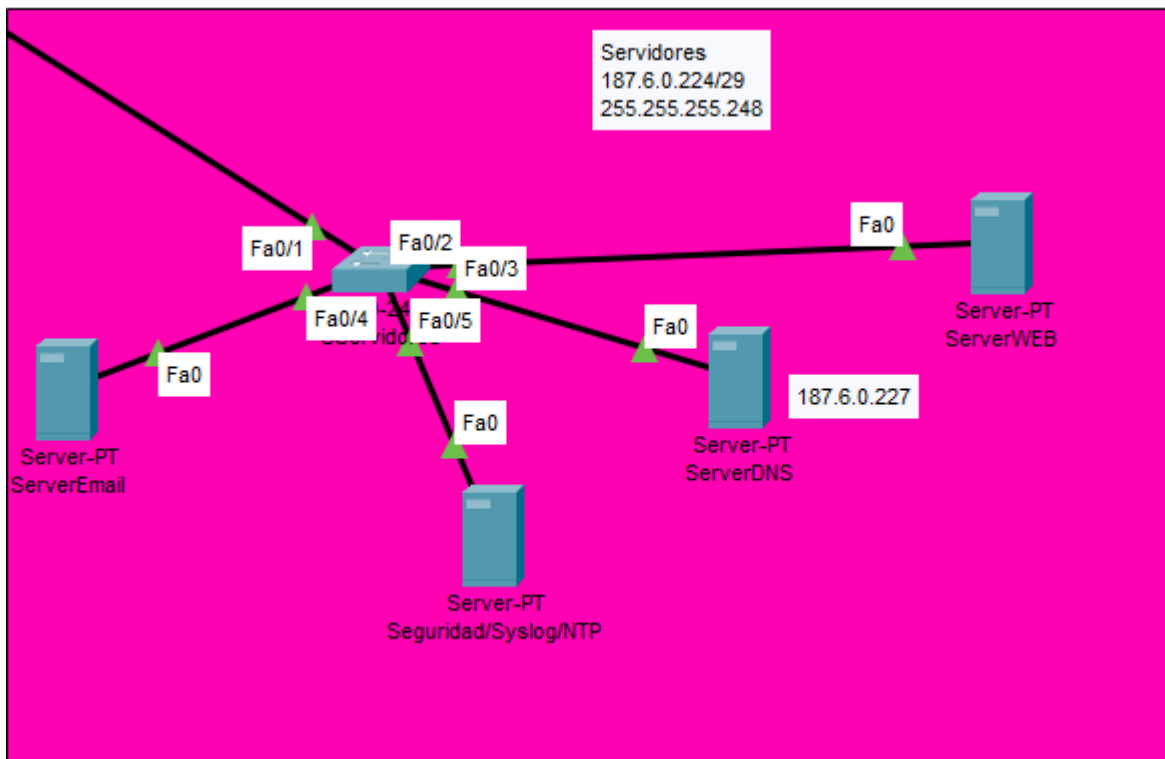 Servidores
187.6.0.224/29
255.255.255.248
Fa0/1
Fa0/2
Fa0/3
Fa0
Server-PT
ServerWEB
Fa0/4
Fa0/5
Fa0
187.6.0.227
Server-PT
ServerDNS
Fa0
Server-PT
ServerEmail
Fa0
Server-PT
Seguridad/Syslog/NTP